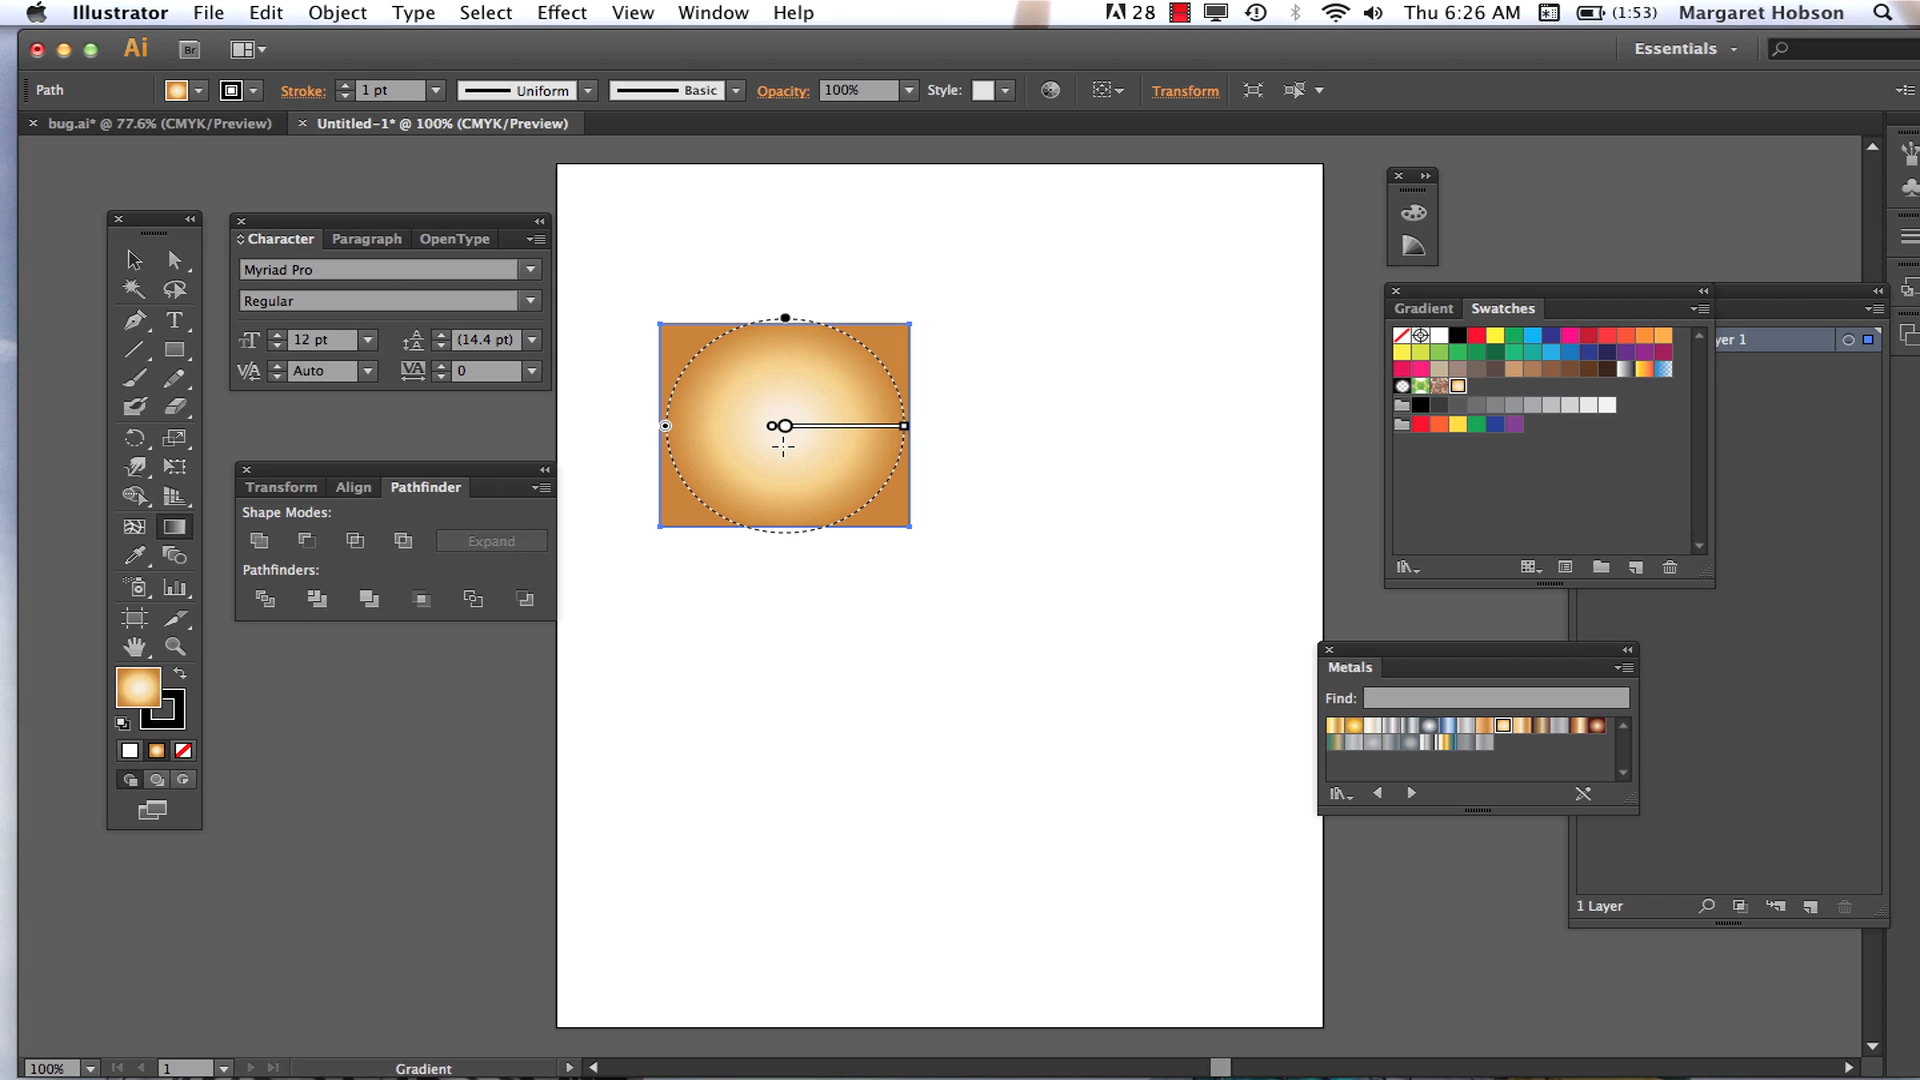 Illustrator File Edit Object Type Select Effect View Window Help 28 Thu 6:26 AM (1:53) Margaret Hobson
Ai Br Essentials
Path Stroke: 1 pt Uniform Basic Opacity: 100% Style: Transform
bug.ai* @ 77.6% (CMYK/Preview) Untitled-1* @ 100% (CMYK/Preview)
Character Paragraph OpenType
Myriad Pro
Regular
12 pt (14.4 pt)
Auto 0
Transform Align Pathfinder
Shape Modes:
Expand
Pathfinders:
Gradient Swatches
yer 1
Metals
Find:
1 Layer
100% 1 Gradient